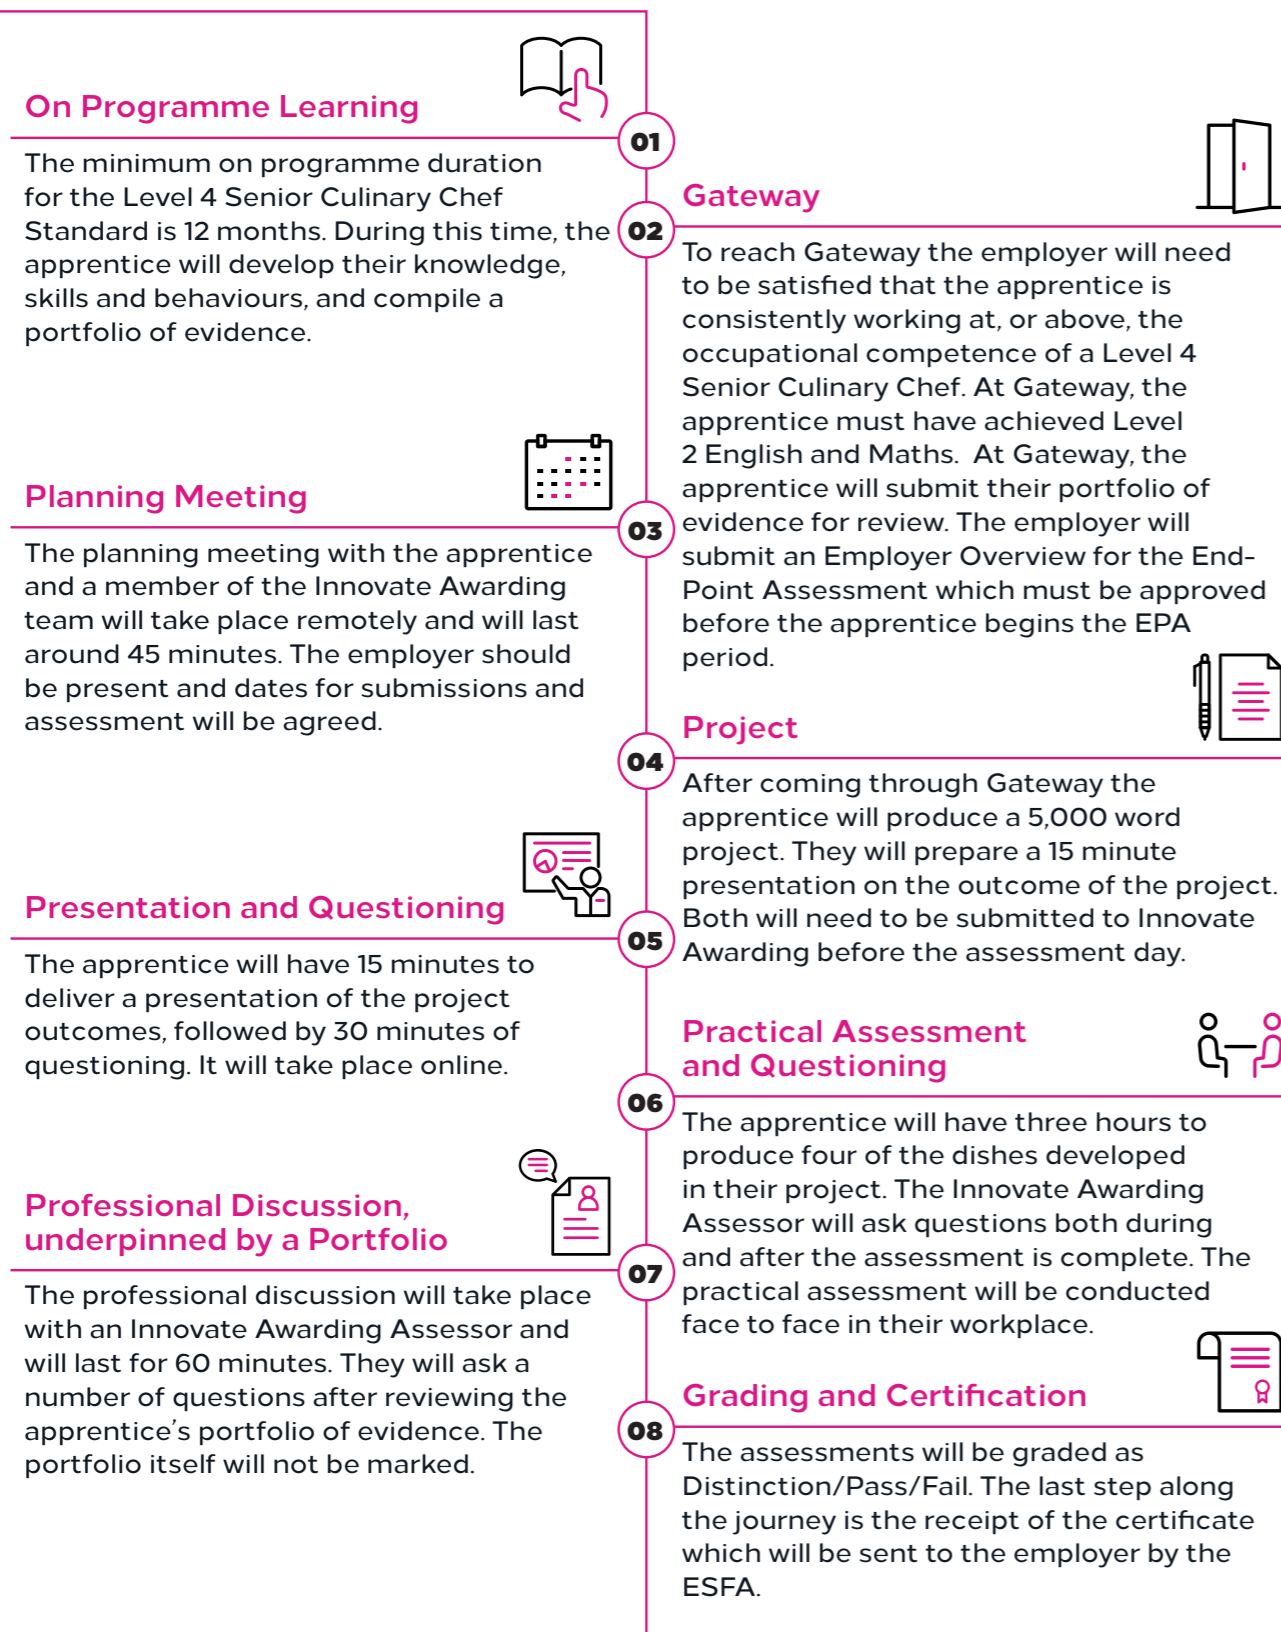 On Programme Learning
01
The minimum on programme duration
for the Level 4 Senior Culinary Chef
Standard is 12 months. During this time, the
apprentice will develop their knowledge,
skills and behaviours, and compile a
portfolio of evidence.
Gateway
02
To reach Gateway the employer will need
to be satisfied that the apprentice is
consistently working at, or above, the
occupational competence of a Level 4
Senior Culinary Chef. At Gateway, the
apprentice must have achieved Level
2 English and Maths. At Gateway, the
apprentice will submit their portfolio of
evidence for review. The employer will
submit an Employer Overview for the End-
Point Assessment which must be approved
before the apprentice begins the EPA
period.
Planning Meeting
03
The planning meeting with the apprentice
and a member of the Innovate Awarding
team will take place remotely and will last
around 45 minutes. The employer should
be present and dates for submissions and
assessment will be agreed.
Project
04
After coming through Gateway the
apprentice will produce a 5,000 word
project. They will prepare a 15 minute
presentation on the outcome of the project.
Both will need to be submitted to Innovate
Awarding before the assessment day.
Presentation and Questioning
05
The apprentice will have 15 minutes to
deliver a presentation of the project
outcomes, followed by 30 minutes of
questioning. It will take place online.
Practical Assessment
and Questioning
06
The apprentice will have three hours to
produce four of the dishes developed
in their project. The Innovate Awarding
Assessor will ask questions both during
and after the assessment is complete. The
practical assessment will be conducted
face to face in their workplace.
Professional Discussion,
underpinned by a Portfolio
07
The professional discussion will take place
with an Innovate Awarding Assessor and
will last for 60 minutes. They will ask a
number of questions after reviewing the
apprentice's portfolio of evidence. The
portfolio itself will not be marked.
Grading and Certification
08
The assessments will be graded as
Distinction/Pass/Fail. The last step along
the journey is the receipt of the certificate
which will be sent to the employer by the
ESFA.